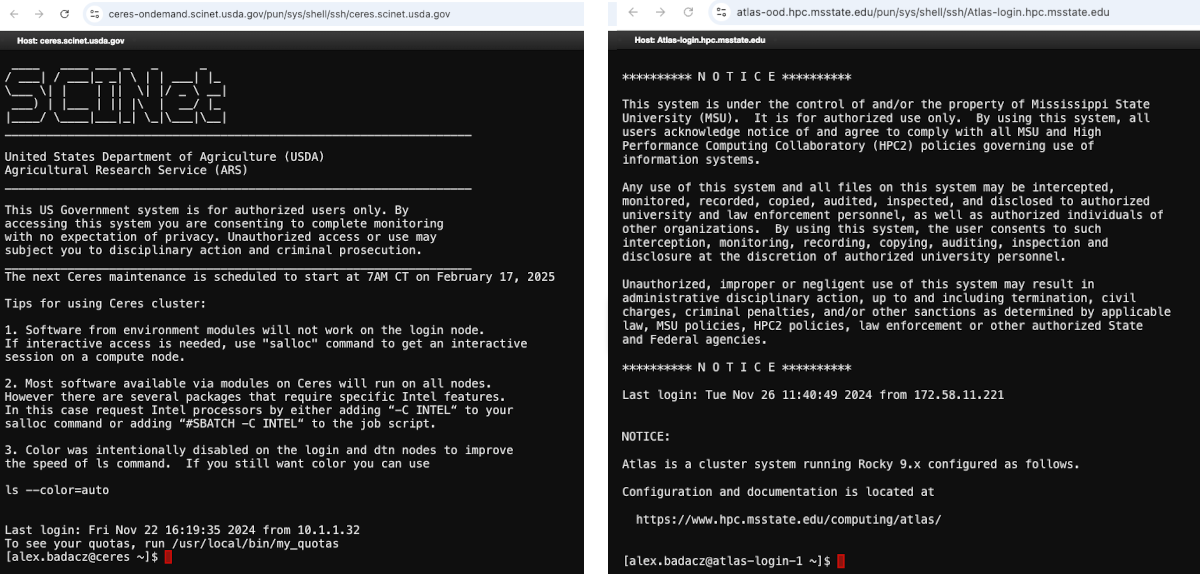 ceres-ondemand.scinet.usda.gov/pun/sys/shell/ssh/ceres.scinet.usda.gov
Host: ceres.scinet.usda.gov
SCINet
United States Department of Agriculture (USDA)
Agricultural Research Service (ARS)
This US Government system is for authorized users only. By
accessing this system you are consenting to complete monitoring
with no expectation of privacy. Unauthorized access or use may
subject you to disciplinary action and criminal prosecution.
The next Ceres maintenance is scheduled to start at 7AM CT on February 17, 2025
Tips for using Ceres cluster:
1. Software from environment modules will not work on the login node.
If interactive access is needed, use "salloc" command to get an interactive
session on a compute node.
2. Most software available via modules on Ceres will run on all nodes.
However there are several packages that require specific Intel features.
In this case request Intel processors by either adding “-C INTEL“ to your
salloc command or adding “#SBATCH -C INTEL“ to the job script.
3. Color was intentionally disabled on the login and dtn nodes to improve
the speed of ls command.  If you still want color you can use
ls --color=auto
Last login: Fri Nov 22 16:19:35 2024 from 10.1.1.32
To see your quotas, run /usr/local/bin/my_quotas
[alex.badacz@ceres ~]$
atlas-ood.hpc.msstate.edu/pun/sys/shell/ssh/Atlas-login.hpc.msstate.edu
Host: Atlas-login.hpc.msstate.edu
********** N O T I C E **********
This system is under the control of and/or the property of Mississippi State
University (MSU).  It is for authorized use only.  By using this system, all
users acknowledge notice of and agree to comply with all MSU and High
Performance Computing Collaboratory (HPC2) policies governing use of
information systems.
Any use of this system and all files on this system may be intercepted,
monitored, recorded, copied, audited, inspected, and disclosed to authorized
university and law enforcement personnel, as well as authorized individuals of
other organizations.  By using this system, the user consents to such
interception, monitoring, recording, copying, auditing, inspection and
disclosure at the discretion of authorized university personnel.
Unauthorized, improper or negligent use of this system may result in
administrative disciplinary action, up to and including termination, civil
charges, criminal penalties, and/or other sanctions as determined by applicable
law, MSU policies, HPC2 policies, law enforcement or other authorized State
and Federal agencies.
********** N O T I C E **********
Last login: Tue Nov 26 11:40:49 2024 from 172.58.11.221
NOTICE:
Atlas is a cluster system running Rocky 9.x configured as follows.
Configuration and documentation is located at
https://www.hpc.msstate.edu/computing/atlas/
[alex.badacz@atlas-login-1 ~]$